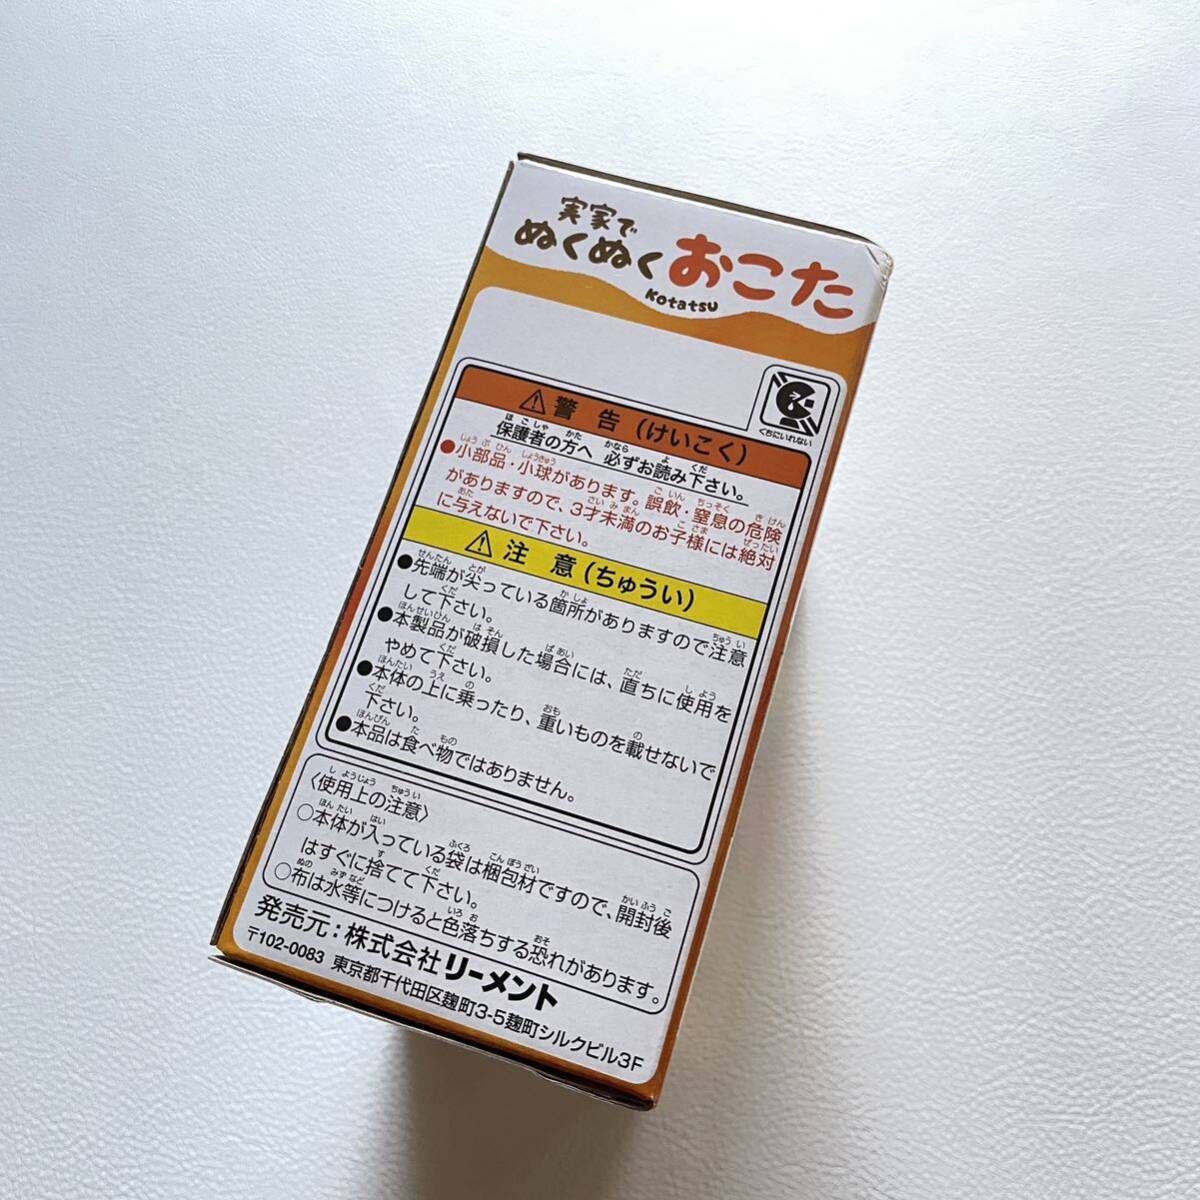 実家で
ぬくぬくおこた
Kotatsu
くちにいれない
警告(けいこく)
保護者の方へ 必ずお読み下さい。
●小部品・小球があります。誤飲・窒息の危険
がありますので、3才未満のお子様には絶対
に与えないで下さい。
注意(ちゅうい)
●先端が尖っている箇所がありますので注意
して下さい。
●本製品が破損した場合には、直ちに使用を
やめて下さい。
●本体の上に乗ったり、重いものを載せないで
下さい。
●本品は食べ物ではありません。
〈使用上の注意〉
○本体が入っている袋は梱包材ですので、開封後
はすぐに捨てて下さい。
○布は水等につけると色落ちする恐れがあります。
発売元:株式会社リーメント
〒102-0083 東京都千代田区麹町3-5麹町シルクビル3F